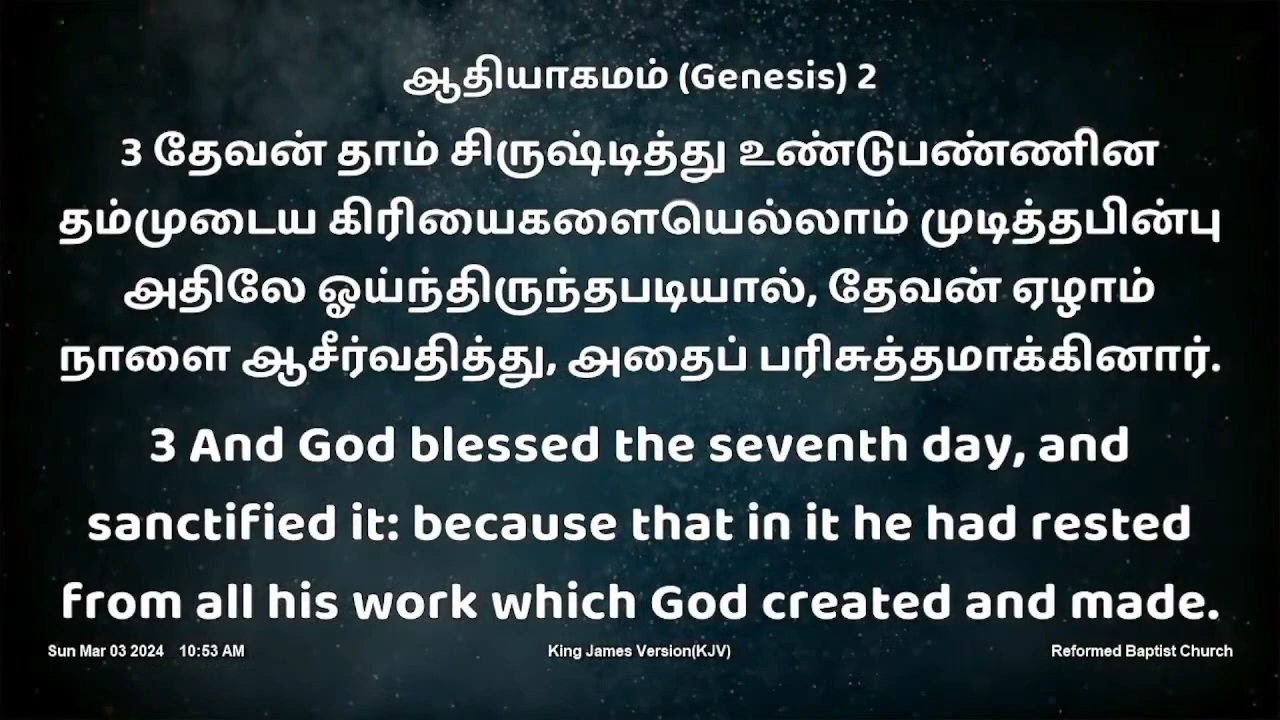 ஆதியாகமம் (Genesis) 2
3 தேவன் தாம் சிருஷ்டித்து உண்டுபண்ணின
தம்முடைய கிரியைகளையெல்லாம் முடித்தபின்பு
அதிலே ஓய்ந்திருந்தபடியால், தேவன் ஏழாம்
நாளை ஆசீர்வதித்து, அதைப் பரிசுத்தமாக்கினார்.
3 And God blessed the seventh day, and
sanctified it: because that in it he had rested
from all his work which God created and made.
Sun Mar 03 2024 10:53 AM King James Version(KJV) Reformed Baptist Church